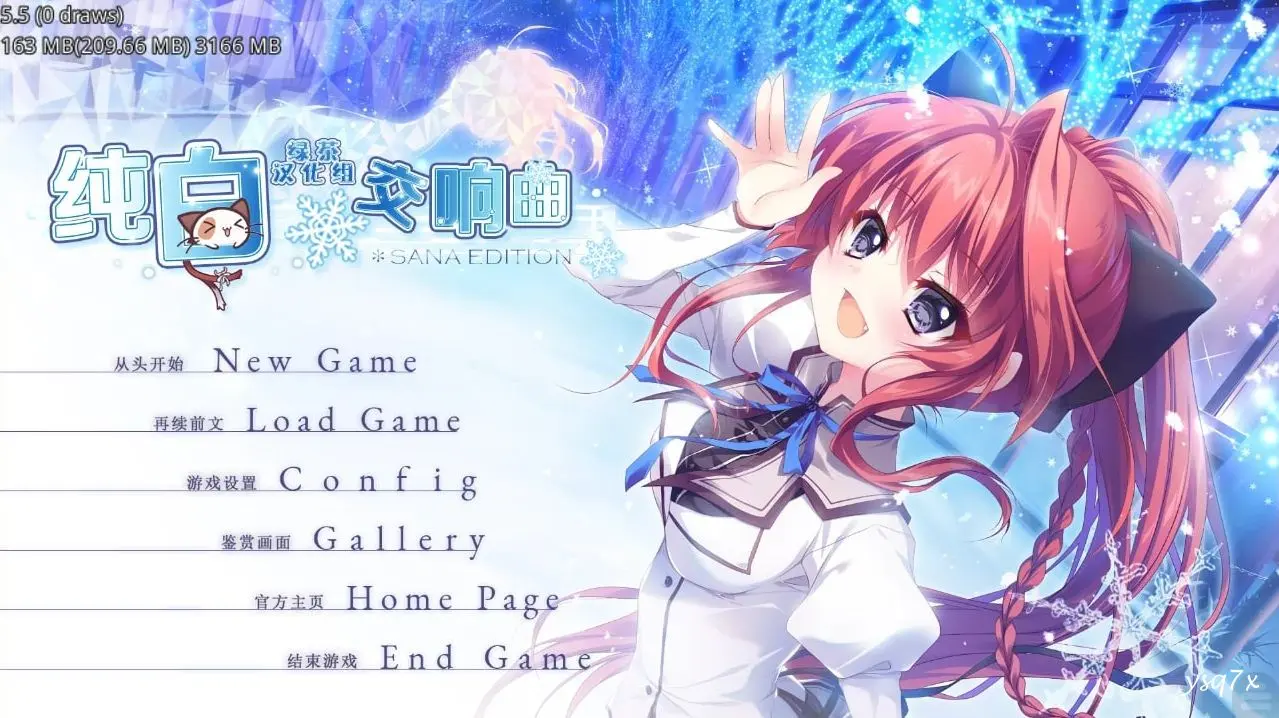 5.5 (0 draws)
163 MB(209.66 MB) 3166 MB
纯白交响曲
绿茶
汉化组
*SANA EDITION
从头开始 New Game
再续前文 Load Game
游戏设置 Config
鉴赏画面 Gallery
官方主页 Home Page
结束游戏 End Game
ysq7x